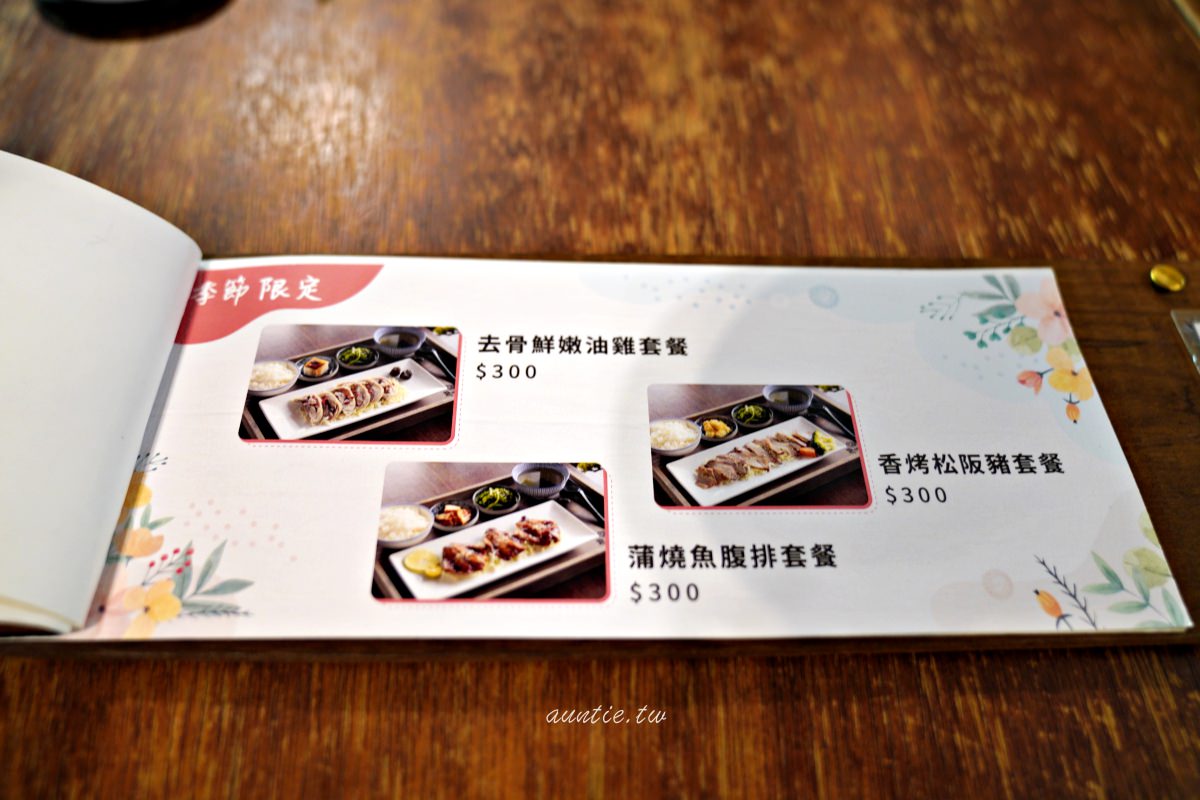 季節限定
去骨鮮嫩油雞套餐
$300
香烤松阪豬套餐
$300
蒲燒魚腹排套餐
$300
auntie.tw